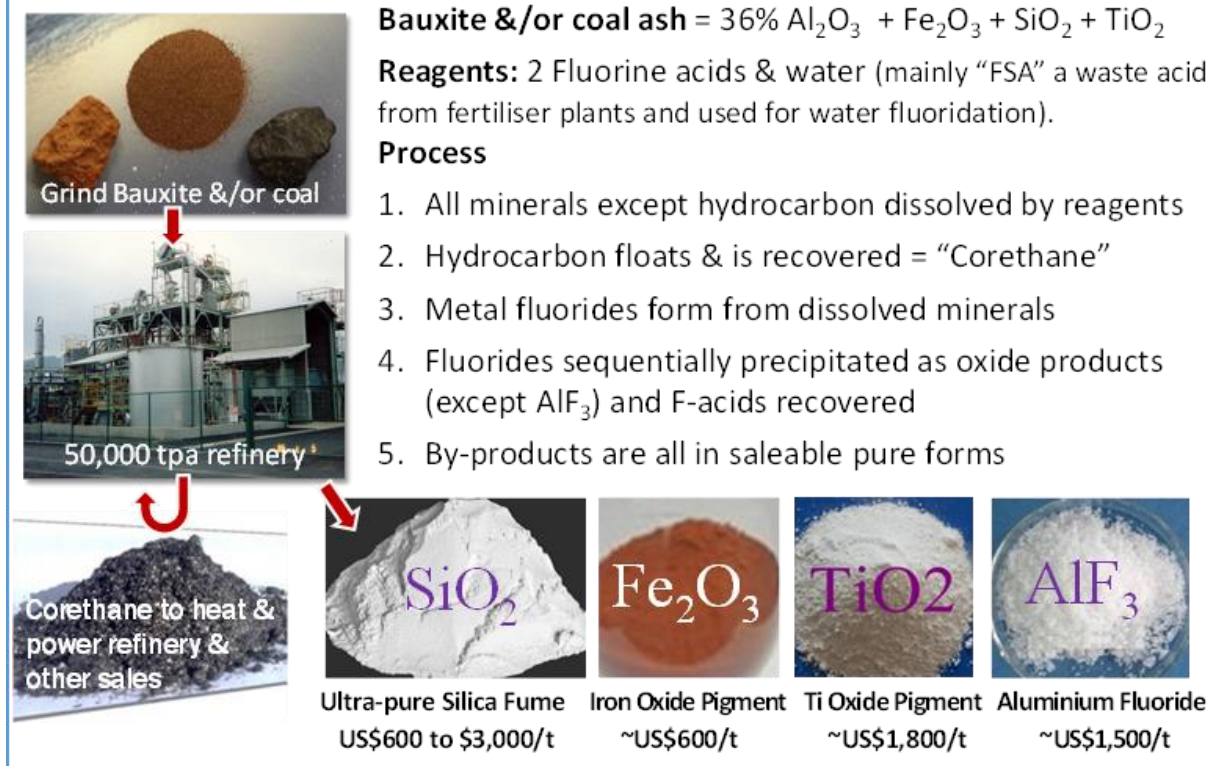 Bauxite &/or coal ash = 36% Al₂O₃ + Fe₂O₃ + SiO₂ + TiO₂
Reagents: 2 Fluorine acids & water (mainly “FSA” a waste acid
from fertiliser plants and used for water fluoridation).
Process
1. All minerals except hydrocarbon dissolved by reagents
2. Hydrocarbon floats & is recovered = “Corethane”
3. Metal fluorides form from dissolved minerals
4. Fluorides sequentially precipitated as oxide products
(except AlF₃) and F-acids recovered
5. By-products are all in saleable pure forms
Grind Bauxite &/or coal
50,000 tpa refinery
Corethane to heat &
power refinery &
other sales
SiO₂
Ultra-pure Silica Fume
US$600 to $3,000/t
Fe₂O₃
Iron Oxide Pigment
~US$600/t
TiO2
Ti Oxide Pigment
~US$1,800/t
AlF₃
Aluminium Fluoride
~US$1,500/t